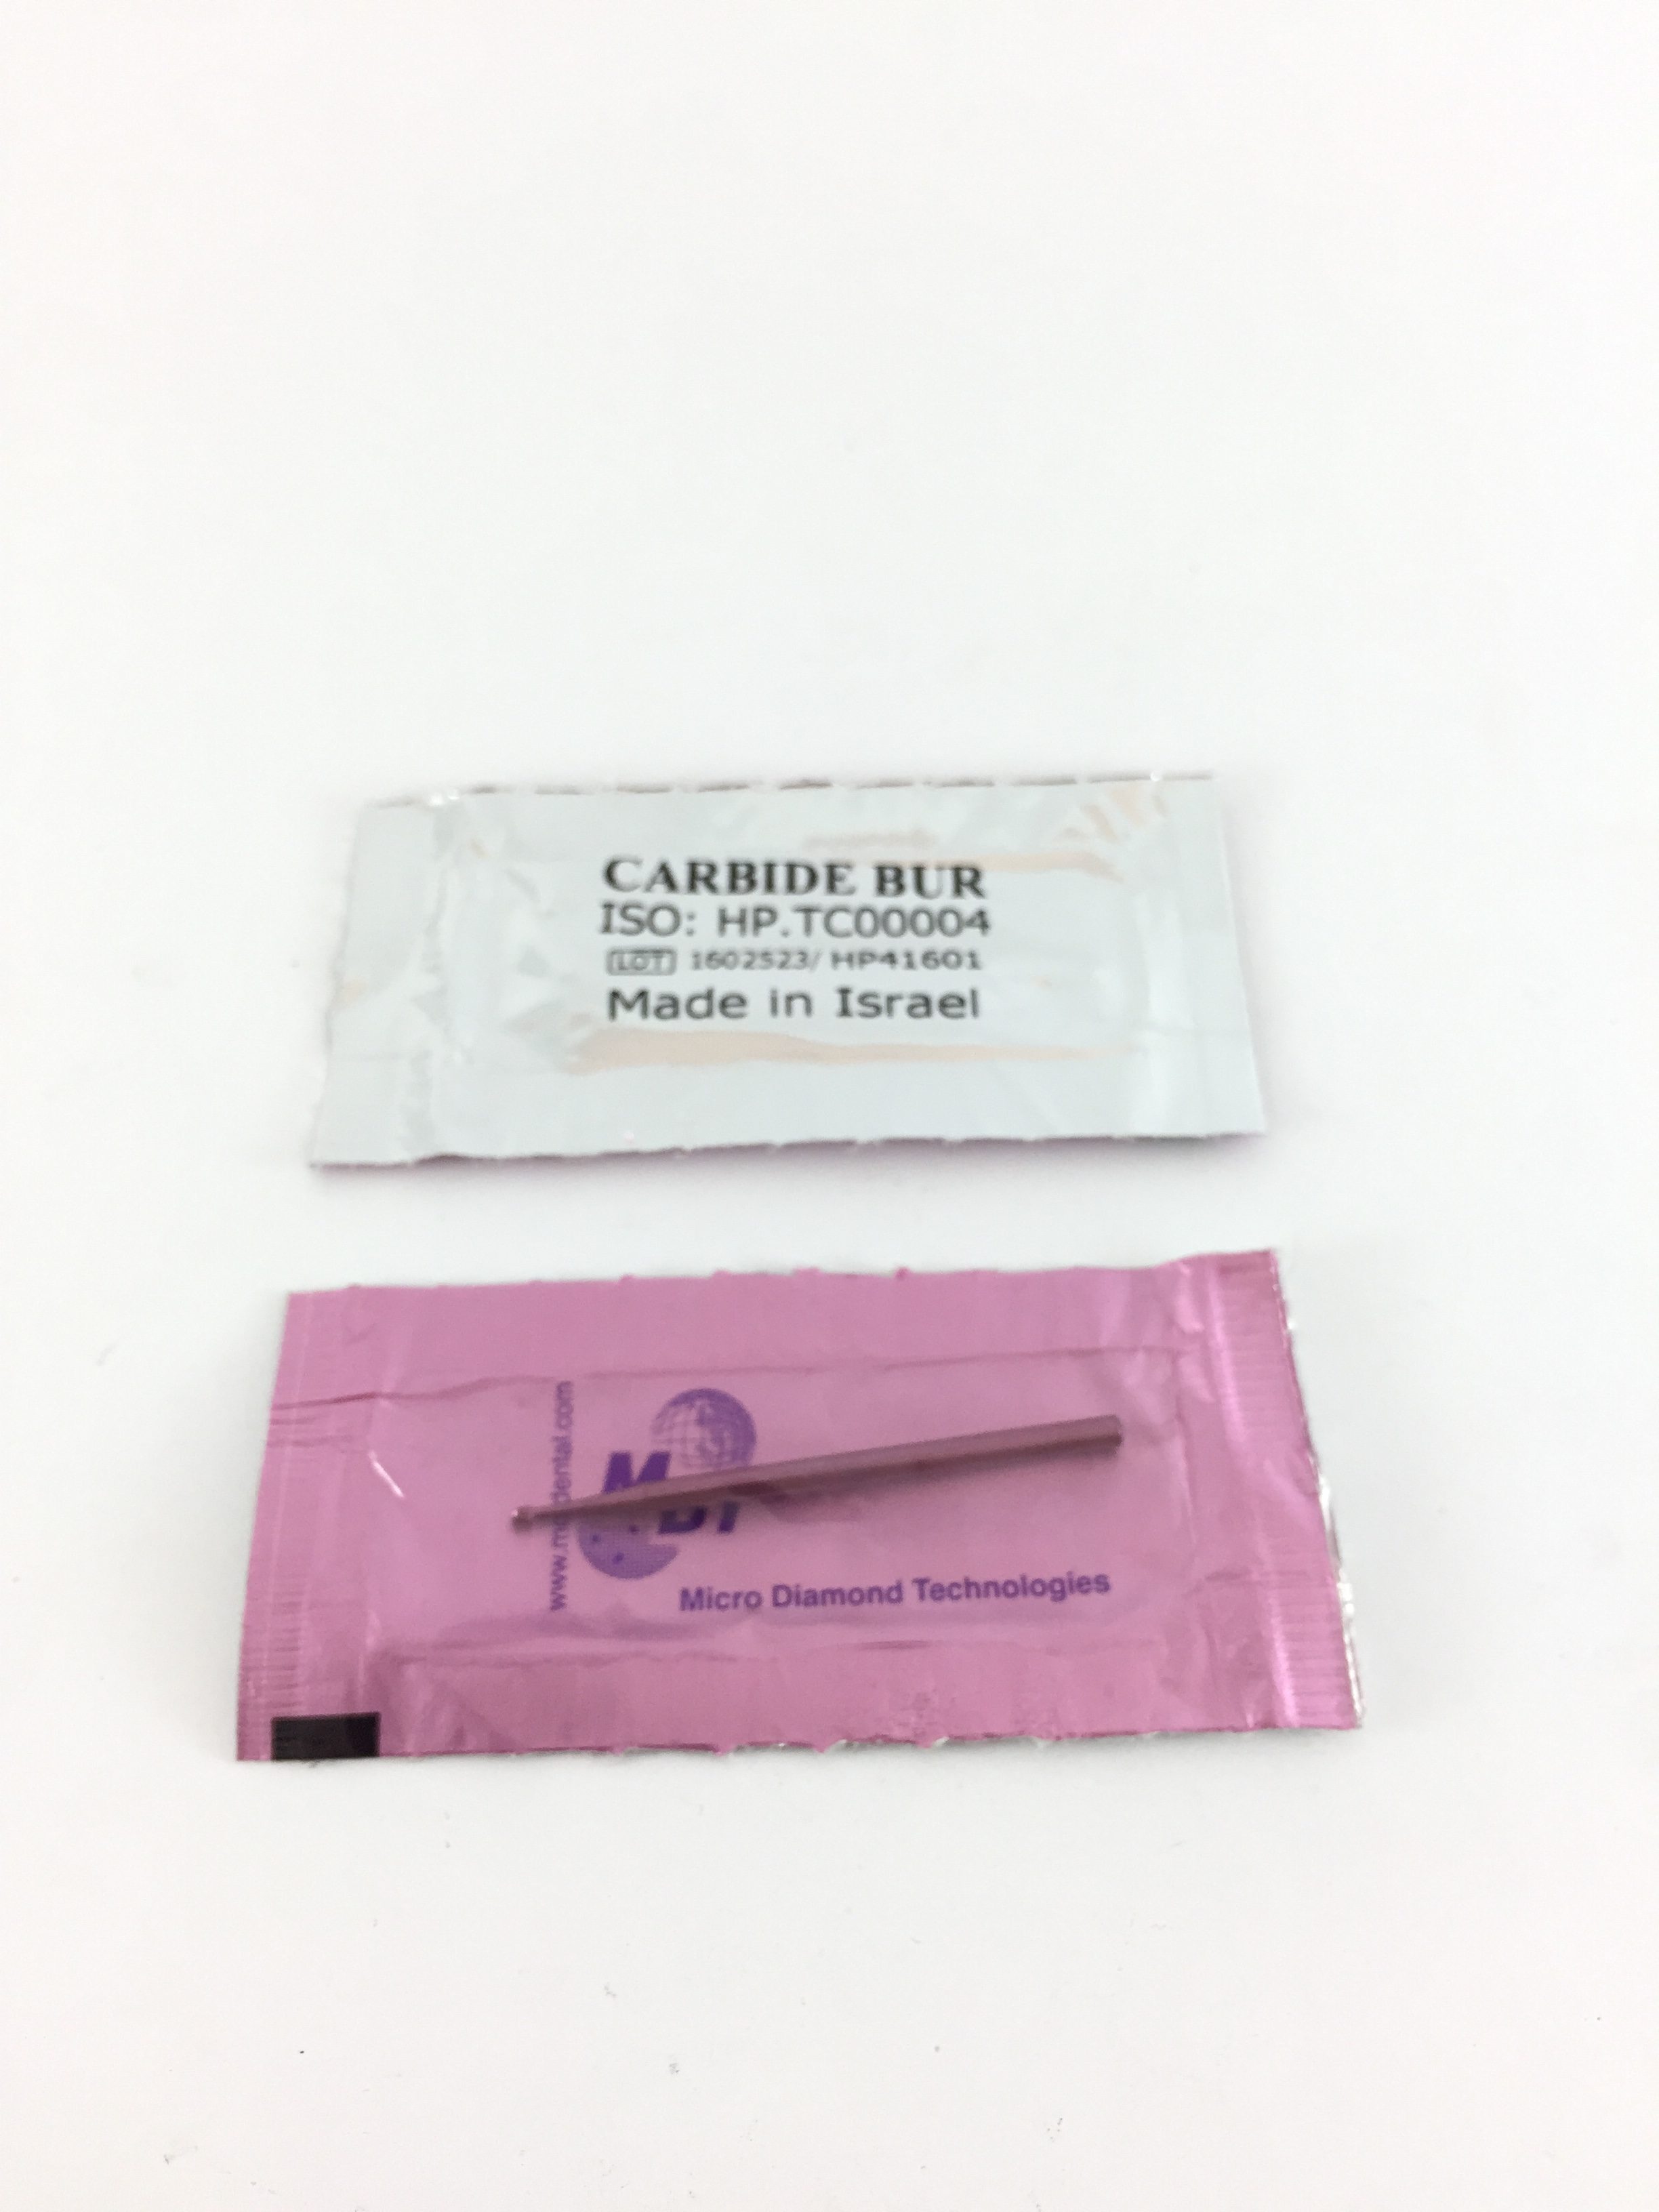 CARBIDE BUR
ISO: HP.TC00004
LOT 1602523/ HP41601
Made in Israel
Micro Diamond Technologies